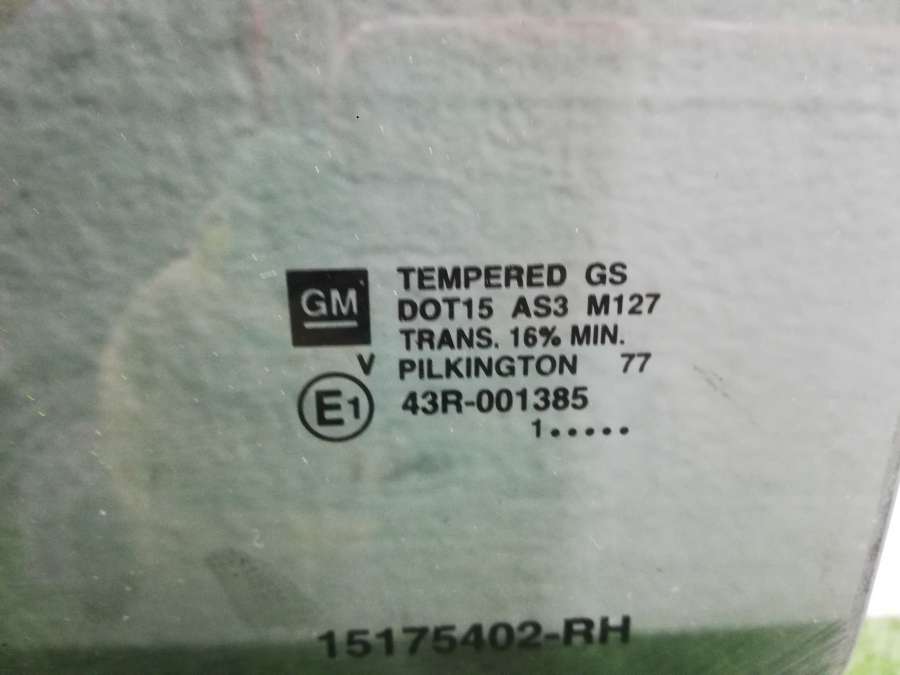 GM
TEMPERED GS
DOT15 AS3 M127
TRANS. 16% MIN.
V PILKINGTON 77
E1 43R-001385
1.....
15175402-RH